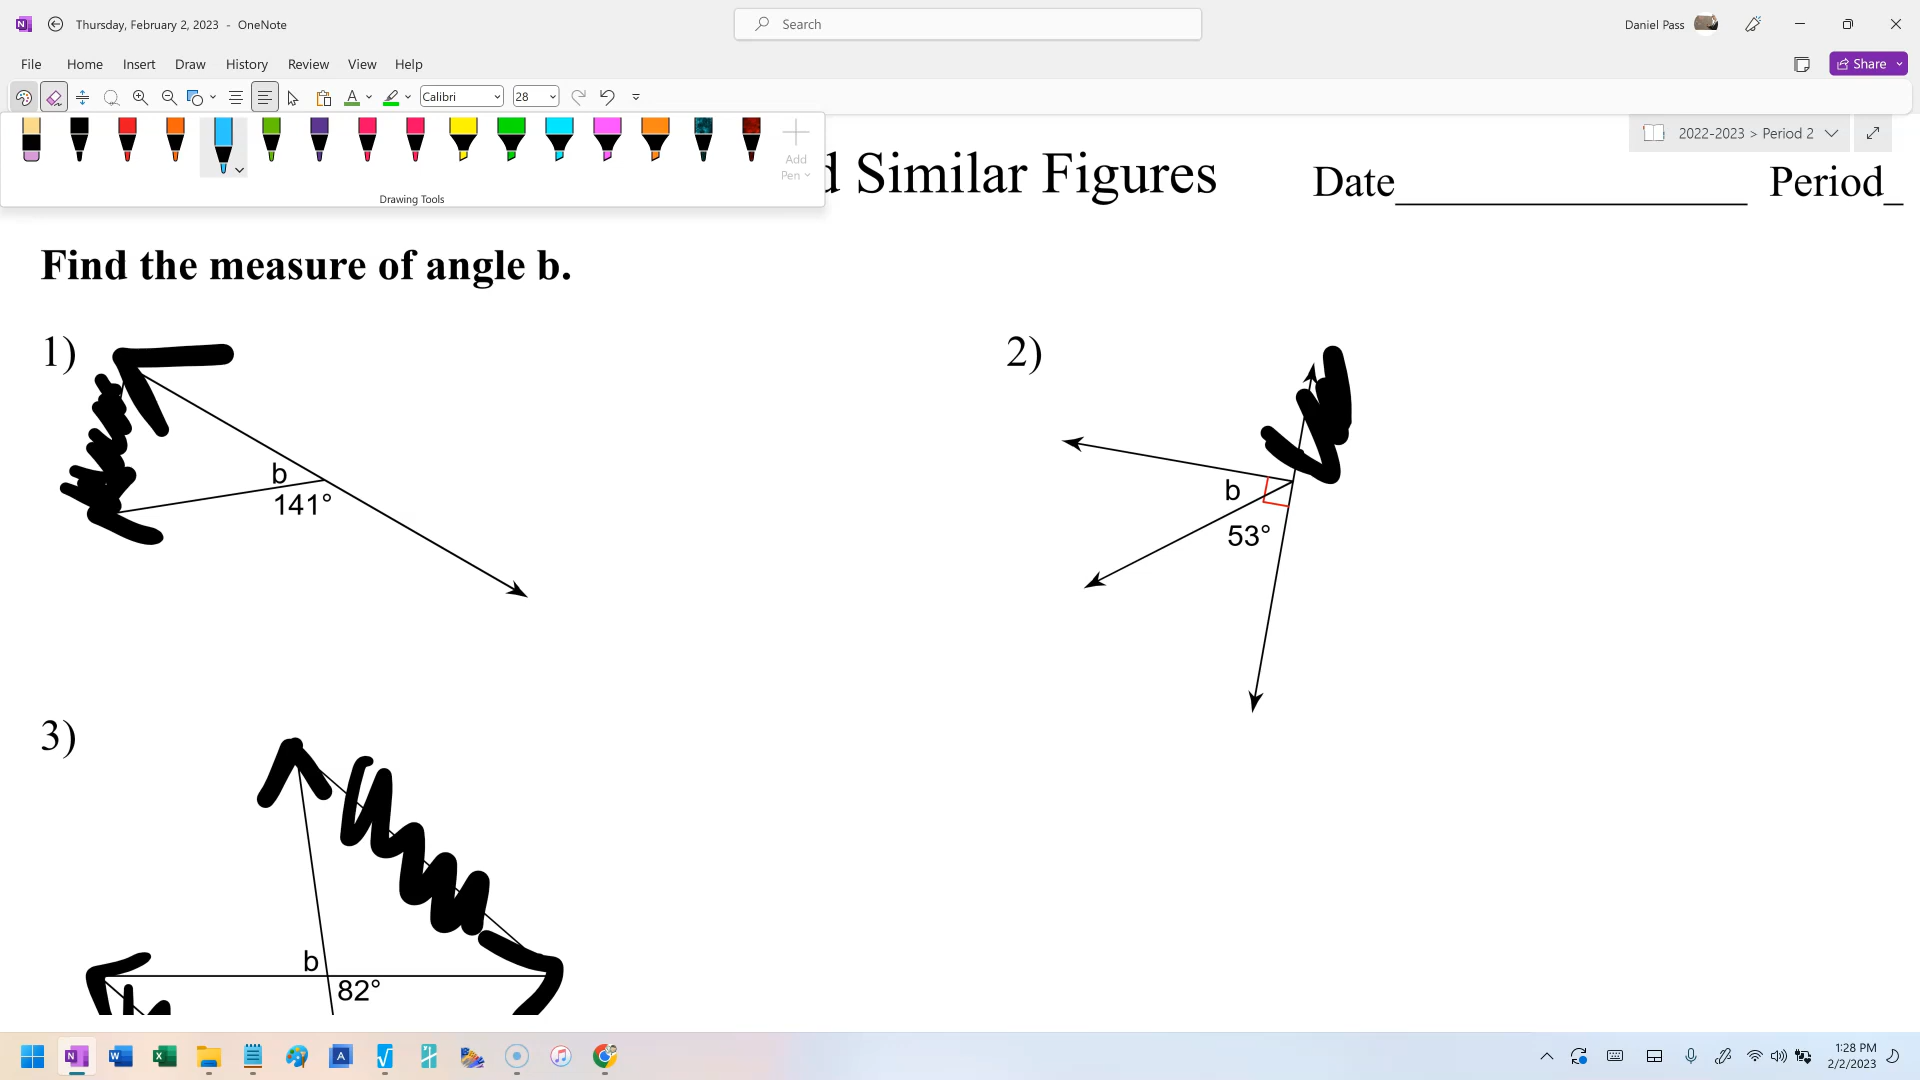 Thursday, February 2, 2023 - OneNote
Search
Daniel Pass
File Home Insert Draw History Review View Help
Share
Calibri 28
Add
Pen
Drawing Tools
2022-2023 > Period 2
d Similar Figures Date Period
Find the measure of angle b.
1)
b
141°
2)
b
53°
3)
b
82°
1:28 PM
2/2/2023